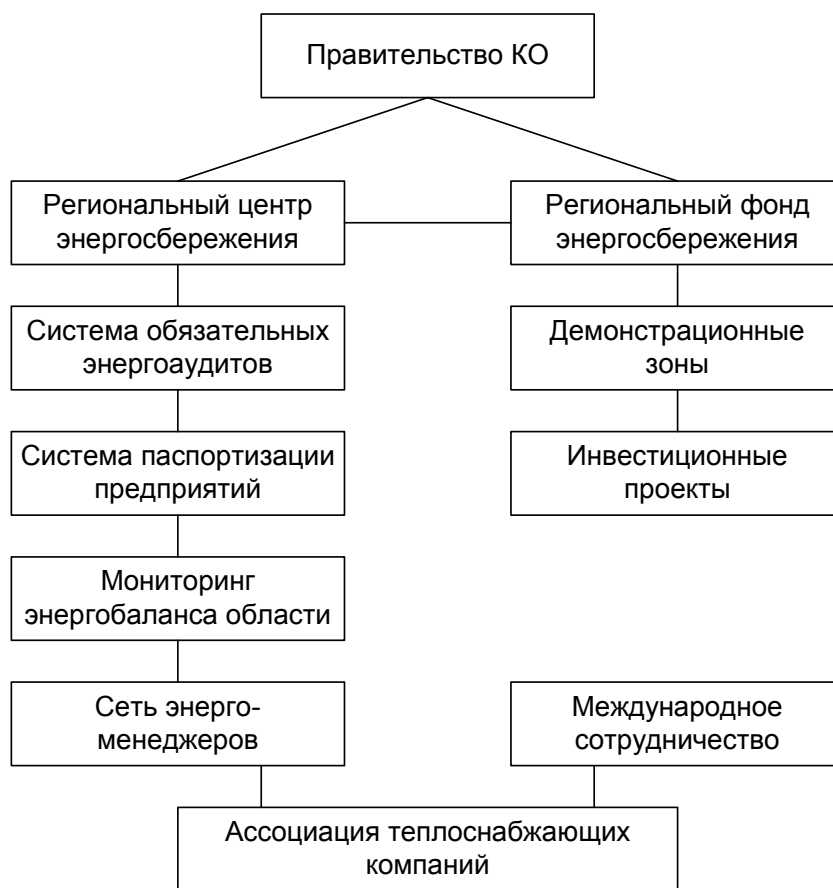 Правительство КО
Региональный центр
энергосбережения
Региональный фонд
энергосбережения
Система обязательных
энергоаудитов
Демонстрационные
зоны
Система паспортизации
предприятий
Инвестиционные
проекты
Мониторинг
энергобаланса области
Сеть энерго-
менеджеров
Международное
сотрудничество
Ассоциация теплоснабжающих
компаний